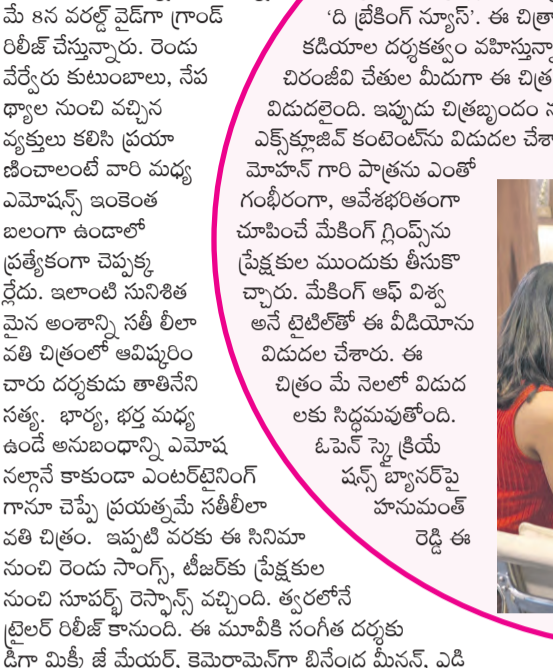 మే 8న వరల్డ్ వైడ్‌గా గ్రాండ్
రిలీజ్ చేస్తున్నారు. రెండు
వేర్వేరు కుటుంబాలు, నేప
థ్యాల నుంచి వచ్చిన
వ్యక్తులు కలిసి ప్రయా
ణించాలంటే వారి మధ్య
ఎమోషన్స్ ఇంకెంత
బలంగా ఉండాలో
ప్రత్యేకంగా చెప్పక్క
ర్లేదు. ఇలాంటి సునిశిత
మైన అంశాన్ని సతీ లీలా
వతి చిత్రంలో ఆవిష్కరిం
చారు దర్శకుడు తాతినేని
సత్య. భార్య, భర్త మధ్య
ఉండే అనుబంధాన్ని ఎమోష
నల్గానే కాకుండా ఎంటర్‌టైనింగ్
గానూ చెప్పే ప్రయత్నమే సతీలీలా
వతి చిత్రం. ఇప్పటి వరకు ఈ సినిమా
నుంచి రెండు సాంగ్స్, టీజర్‌కు ప్రేక్షకుల
నుంచి సూపర్బ్ రెస్పాన్స్ వచ్చింది. త్వరలోనే
ట్రైలర్ రిలీజ్ కానుంది. ఈ మూవీకి సంగీత దర్శకు
డిగా మిక్కీ జే మేయర్, కెమెరామెన్‌గా బినేంద్ర మీనన్, ఎడి
'ది బ్రేకింగ్ న్యూస్'. ఈ చిత్రా
కడియాల దర్శకత్వం వహిస్తున్నా
చిరంజీవి చేతుల మీదుగా ఈ చిత్ర
విడుదలైంది. ఇప్పుడు చిత్రబృందం
ఎక్స్‌క్లూజివ్ కంటెంట్‌ను విడుదల చేశా
మోహన్ గారి పాత్రను ఎంతో
గంభీరంగా, ఆవేశభరితంగా
చూపించే మేకింగ్ గ్లింప్స్‌ను
ప్రేక్షకుల ముందుకు తీసుకొ
చ్చారు. మేకింగ్ ఆఫ్ విశ్వ
అనే టైటిల్‌తో ఈ వీడియోను
విడుదల చేశారు. ఈ
చిత్రం మే నెలలో విడుద
లకు సిద్ధమవుతోంది.
ఓపెన్ స్కై క్రియే
షన్స్ బ్యానర్‌పై
హనుమంత్
రెడ్డి ఈ